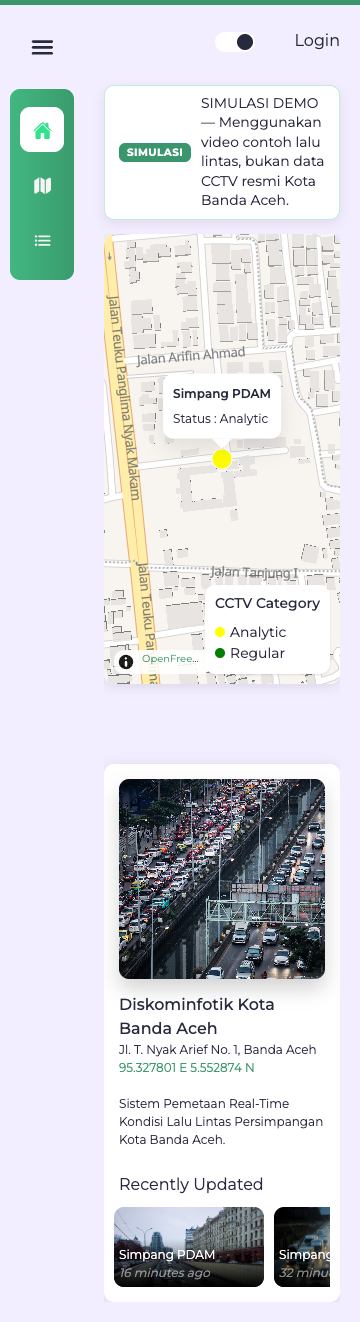 Login
SIMULASI
SIMULASI DEMO
— Menggunakan
video contoh lalu
lintas, bukan data
CCTV resmi Kota
Banda Aceh.
Jalan Teuku Panglima Nyak Makam
Jalan Arifin Ahmad
Simpang PDAM
Status : Analytic
Jalan Tanjung I
Jalan Teuku Pan
CCTV Category
Analytic
Regular
OpenFree...
Diskominfotik Kota
Banda Aceh
Jl. T. Nyak Arief No. 1, Banda Aceh
95.327801 E 5.552874 N
Sistem Pemetaan Real-Time
Kondisi Lalu Lintas Persimpangan
Kota Banda Aceh.
Recently Updated
Simpang PDAM
16 minutes ago
Simpang
32 minu